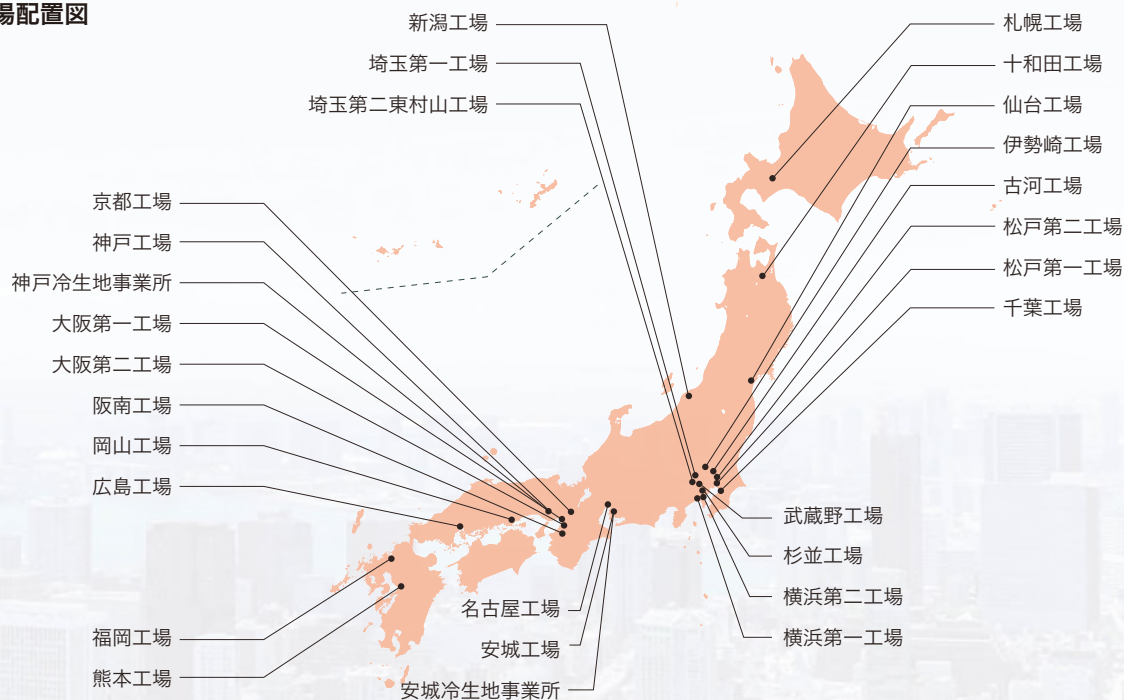 場配置図
新潟工場
埼玉第一工場
埼玉第二東村山工場
札幌工場
十和田工場
仙台工場
伊勢崎工場
古河工場
松戸第二工場
松戸第一工場
千葉工場
京都工場
神戸工場
神戸冷生地事業所
大阪第一工場
大阪第二工場
阪南工場
岡山工場
広島工場
福岡工場
熊本工場
名古屋工場
安城工場
安城冷生地事業所
武蔵野工場
杉並工場
横浜第二工場
横浜第一工場